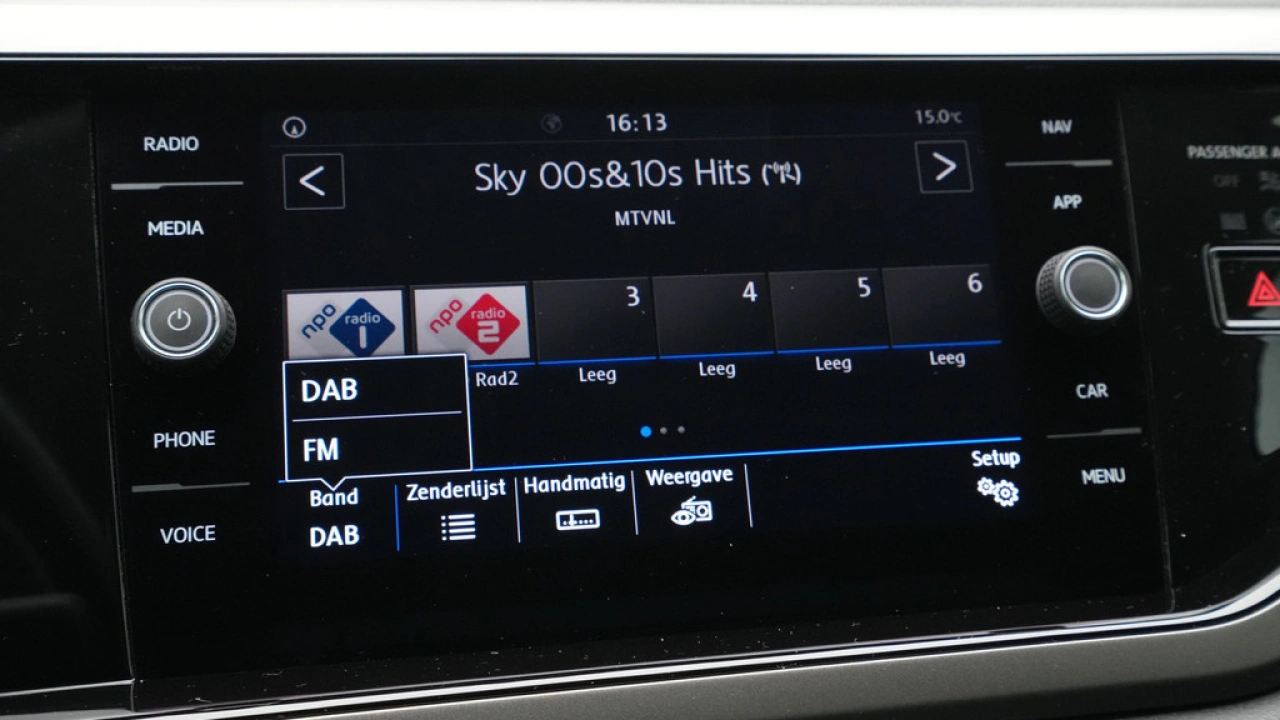 RADIO
MEDIA
PHONE
VOICE
16:13
15.0°C
Sky 00s&10s Hits
MTVNL
npo radio 1
npo radio 2
3
4
5
6
Rad2
Leeg
Leeg
Leeg
Leeg
DAB
FM
Band
DAB
Zenderlijst
Handmatig
Weergave
Setup
NAV
APP
CAR
MENU
PASSENGER A
OFF